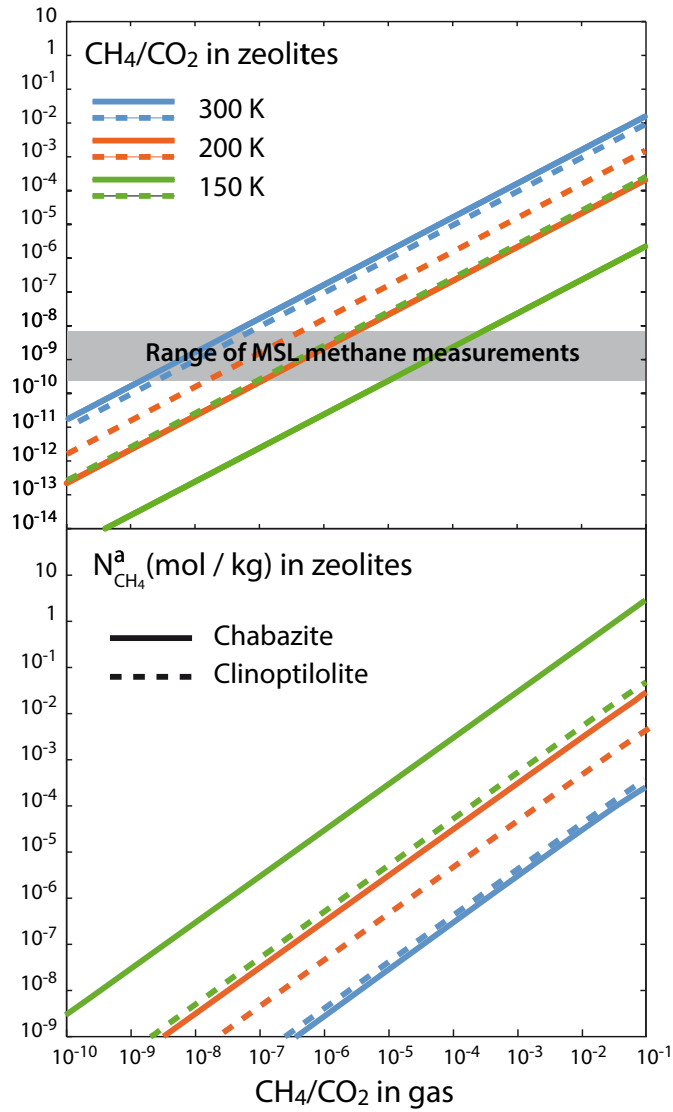 10
CH₄/CO₂ in zeolites
1
10⁻¹
300 K
10⁻²
200 K
10⁻³
150 K
10⁻⁴
10⁻⁵
10⁻⁶
10⁻⁷
10⁻⁸
Range of MSL methane measurements
10⁻⁹
10⁻¹⁰
10⁻¹¹
10⁻¹²
10⁻¹³
10⁻¹⁴
N^a_CH₄ (mol / kg) in zeolites
10
Chabazite
1
Clinoptilolite
10⁻¹
10⁻²
10⁻³
10⁻⁴
10⁻⁵
10⁻⁶
10⁻⁷
10⁻⁸
10⁻⁹
10⁻¹⁰ 10⁻⁹ 10⁻⁸ 10⁻⁷ 10⁻⁶ 10⁻⁵ 10⁻⁴ 10⁻³ 10⁻² 10⁻¹
CH₄/CO₂ in gas